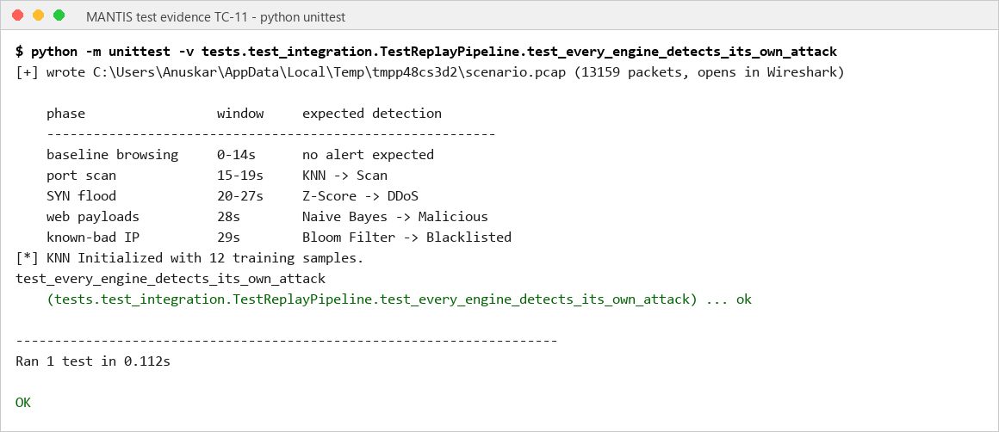 MANTIS test evidence TC-11 - python unittest
$ python -m unittest -v tests.test_integration.TestReplayPipeline.test_every_engine_detects_its_own_attack
[+] wrote C:\Users\Anuskar\AppData\Local\Temp\tmpp48cs3d2\scenario.pcap (13159 packets, opens in Wireshark)
phase                 window     expected detection
----------------------------------------------------------
baseline browsing     0-14s      no alert expected
port scan             15-19s     KNN -> Scan
SYN flood             20-27s     Z-Score -> DDoS
web payloads          28s        Naive Bayes -> Malicious
known-bad IP          29s        Bloom Filter -> Blacklisted
[*] KNN Initialized with 12 training samples.
test_every_engine_detects_its_own_attack
(tests.test_integration.TestReplayPipeline.test_every_engine_detects_its_own_attack) ... ok
----------------------------------------------------------------------
Ran 1 test in 0.112s
OK